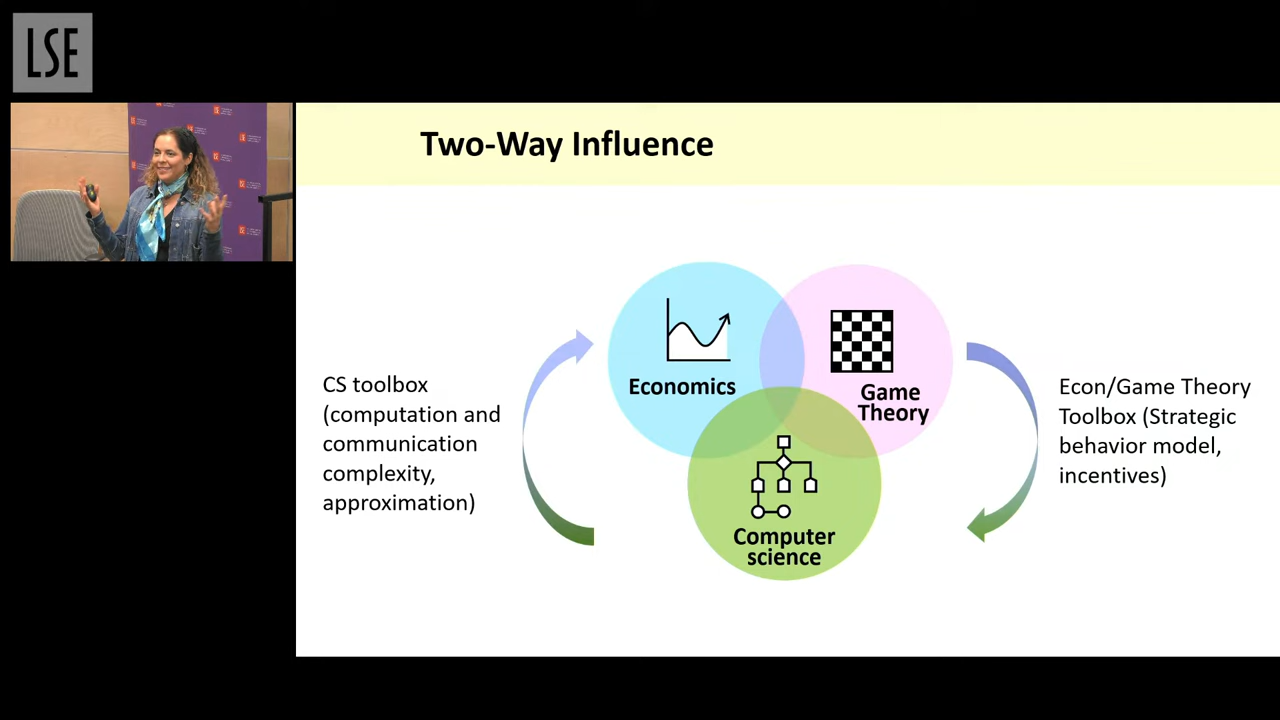 LSE
Two-Way Influence
CS toolbox
(computation and
communication
complexity,
approximation)
Economics
Game
Theory
Computer
science
Econ/Game Theory
Toolbox (Strategic
behavior model,
incentives)